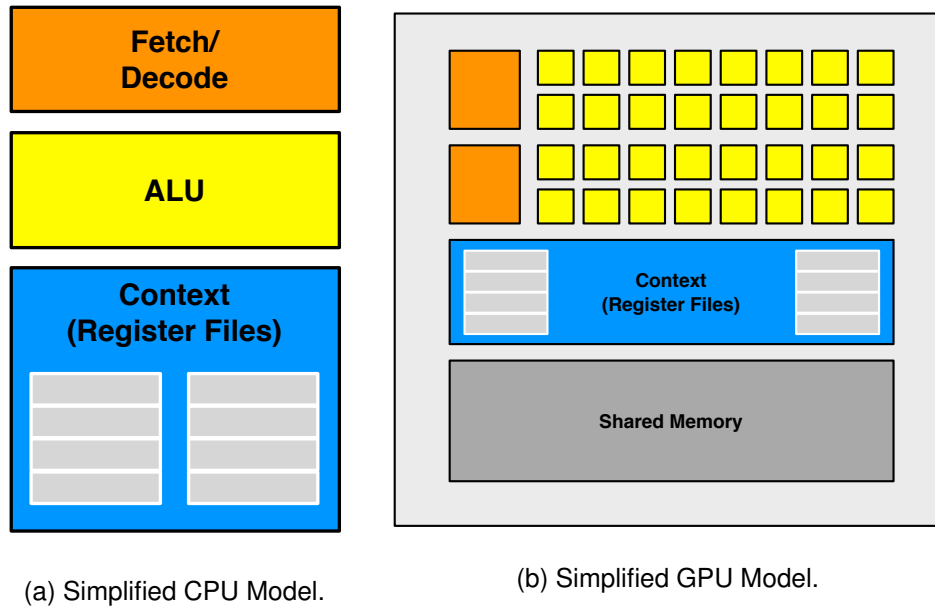 Fetch/
Decode
ALU
Context
(Register Files)
(a) Simplified CPU Model.
Context
(Register Files)
Shared Memory
(b) Simplified GPU Model.